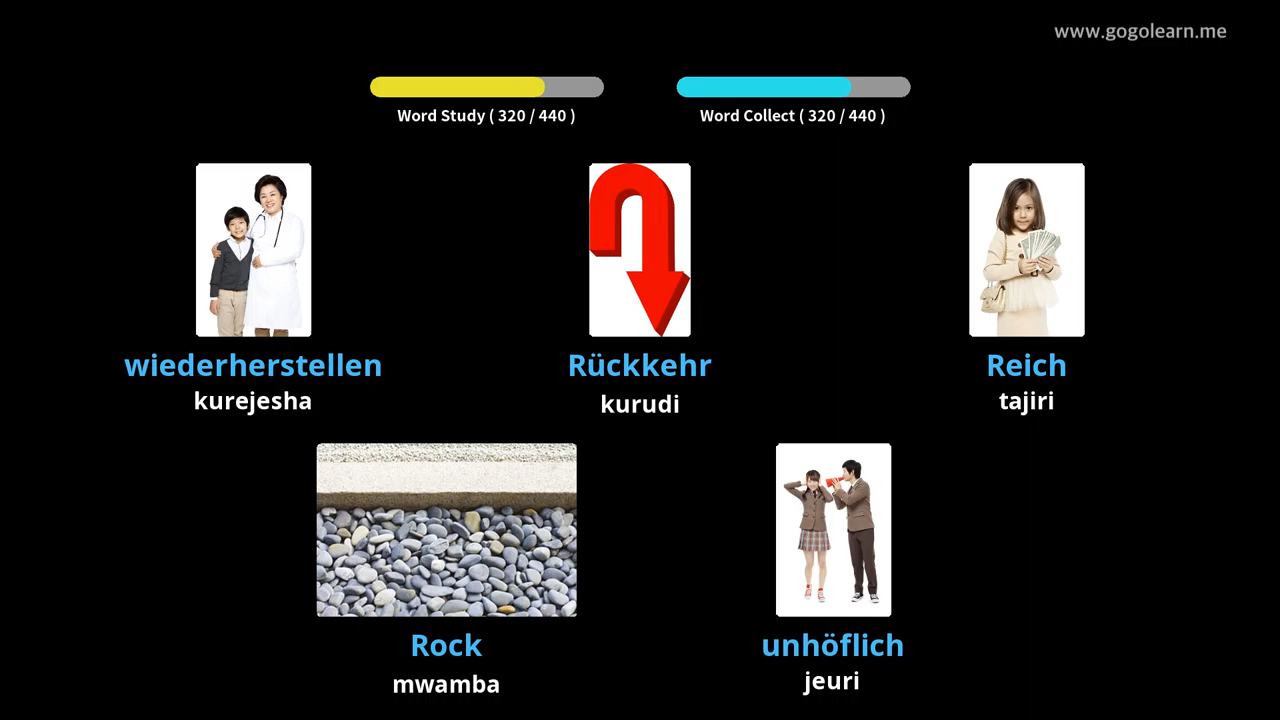 www.gogolearn.me
Word Study ( 320 / 440 )
Word Collect ( 320 / 440 )
wiederherstellen
kurejesha
Rückkehr
kurudi
Reich
tajiri
Rock
mwamba
unhöflich
jeuri